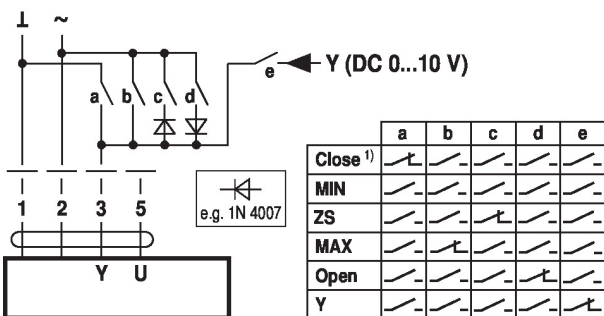 ⊥ ~
e Y (DC 0...10 V)
a b c d
1 2 3 5
e.g. 1N 4007
Y U
a b c d e
Close 1)
MIN
ZS
MAX
Open
Y